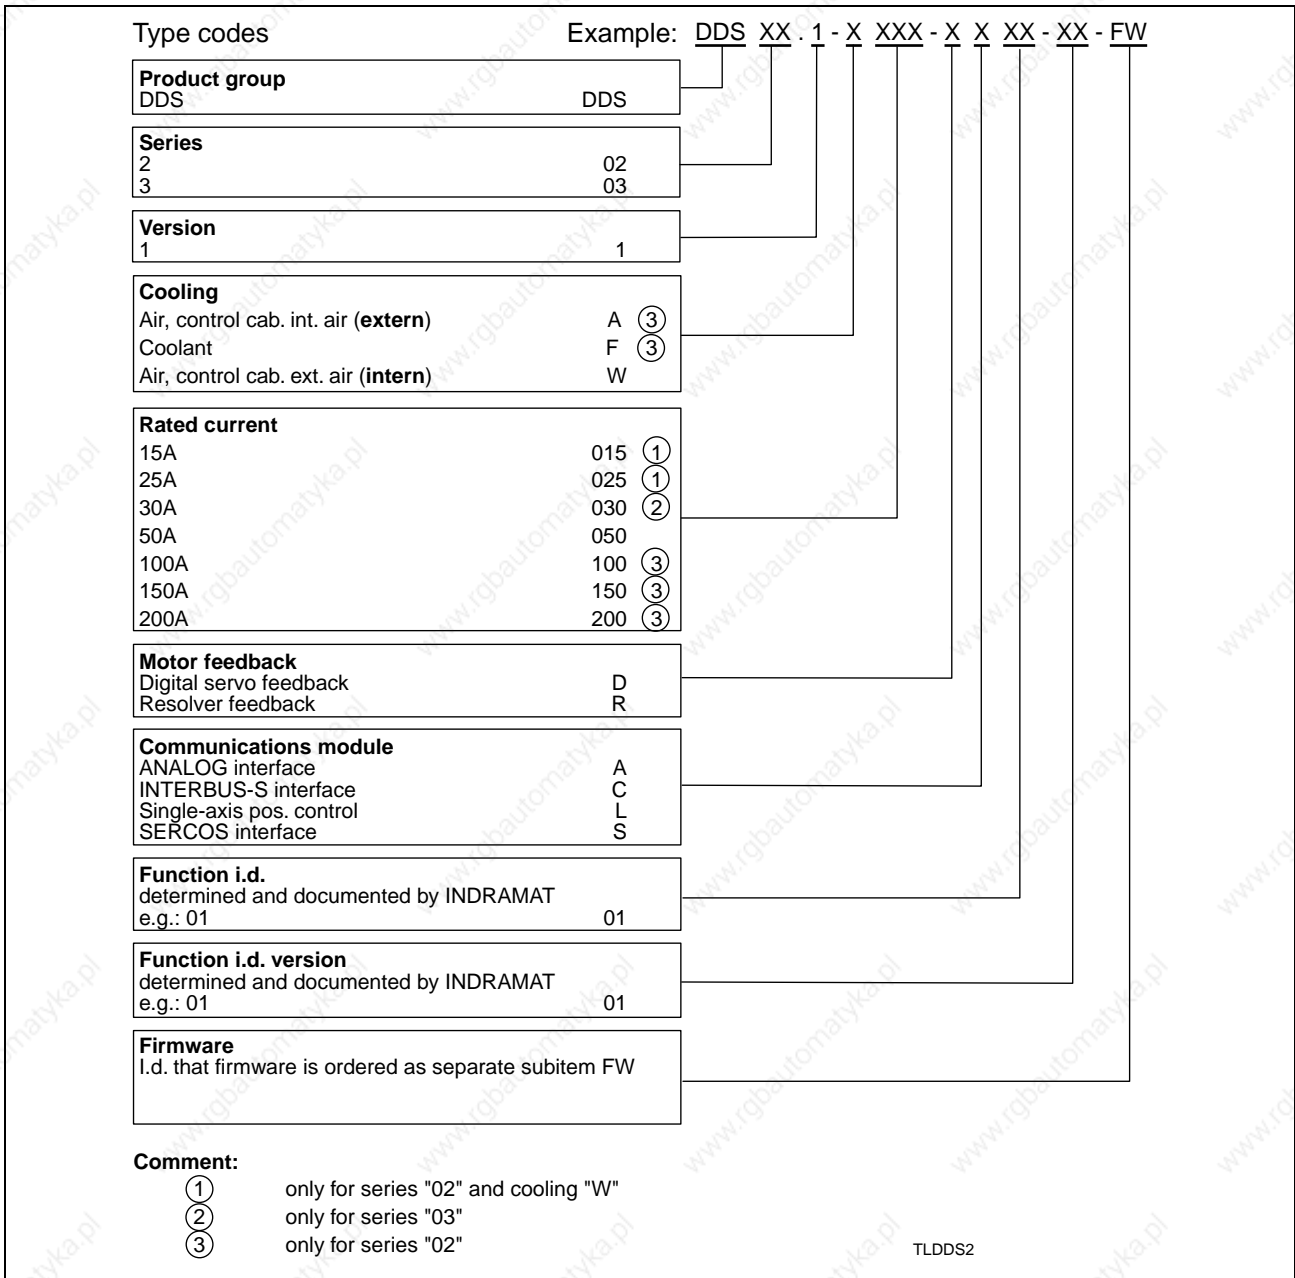 Type codes Example: DDS XX . 1 - X XXX - X X XX - XX - FW
Product group
DDS DDS
Series
2 02
3 03
Version
1 1
Cooling
Air, control cab. int. air (extern) A ③
Coolant F ③
Air, control cab. ext. air (intern) W
Rated current
15A 015 ①
25A 025 ①
30A 030 ②
50A 050
100A 100 ③
150A 150 ③
200A 200 ③
Motor feedback
Digital servo feedback D
Resolver feedback R
Communications module
ANALOG interface A
INTERBUS-S interface C
Single-axis pos. control L
SERCOS interface S
Function i.d.
determined and documented by INDRAMAT
e.g.: 01 01
Function i.d. version
determined and documented by INDRAMAT
e.g.: 01 01
Firmware
I.d. that firmware is ordered as separate subitem FW
Comment:
① only for series "02" and cooling "W"
② only for series "03"
③ only for series "02"
TLDDS2
www.rgbautomatyka.pl